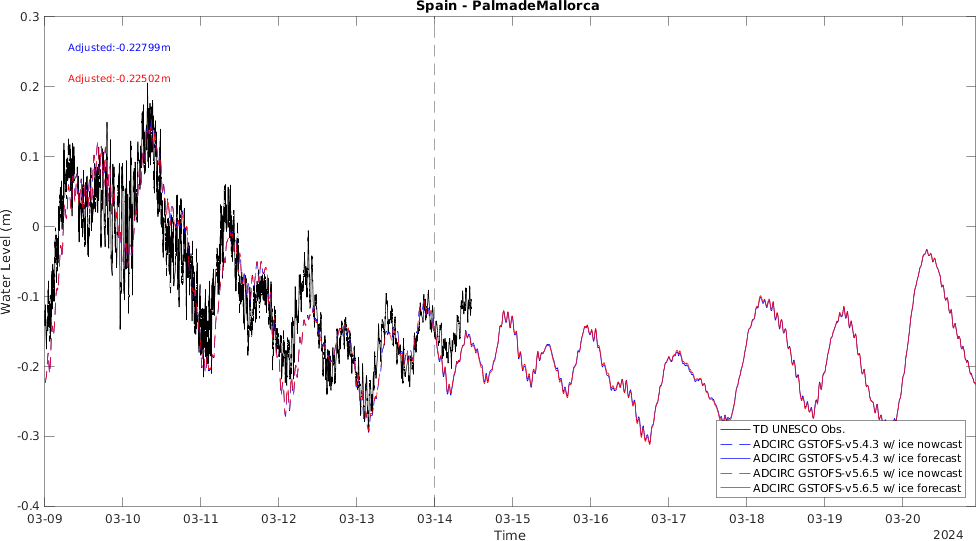 Spain - PalmadeMallorca
Adjusted:-0.22799m
Adjusted:-0.22502m
0.3
0.2
0.1
0
-0.1
-0.2
-0.3
-0.4
Water Level (m)
03-09 03-10 03-11 03-12 03-13 03-14 03-15 03-16 03-17 03-18 03-19 03-20
Time
2024
TD UNESCO Obs.
ADCIRC GSTOFS-v5.4.3 w/ ice nowcast
ADCIRC GSTOFS-v5.4.3 w/ ice forecast
ADCIRC GSTOFS-v5.6.5 w/ ice nowcast
ADCIRC GSTOFS-v5.6.5 w/ ice forecast